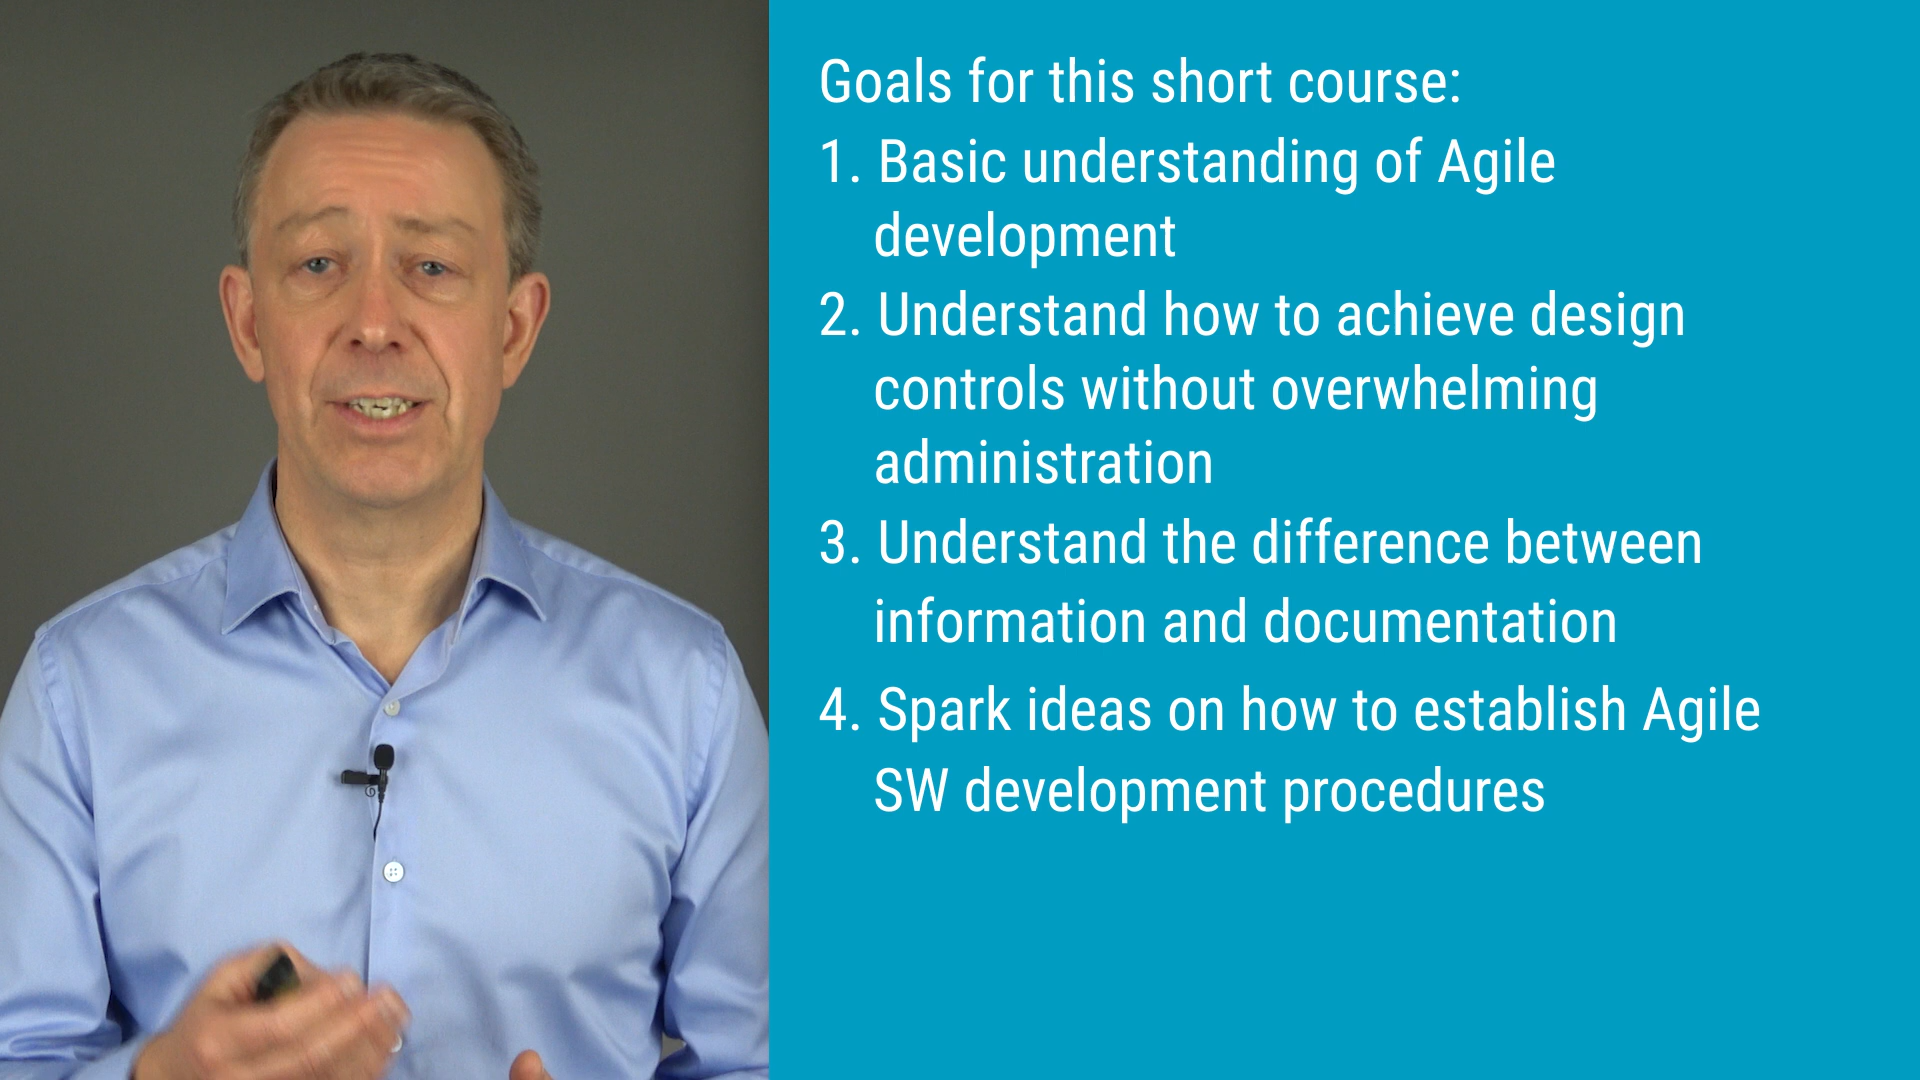 Goals for this short course:
1. Basic understanding of Agile
development
2. Understand how to achieve design
controls without overwhelming
administration
3. Understand the difference between
information and documentation
4. Spark ideas on how to establish Agile
SW development procedures